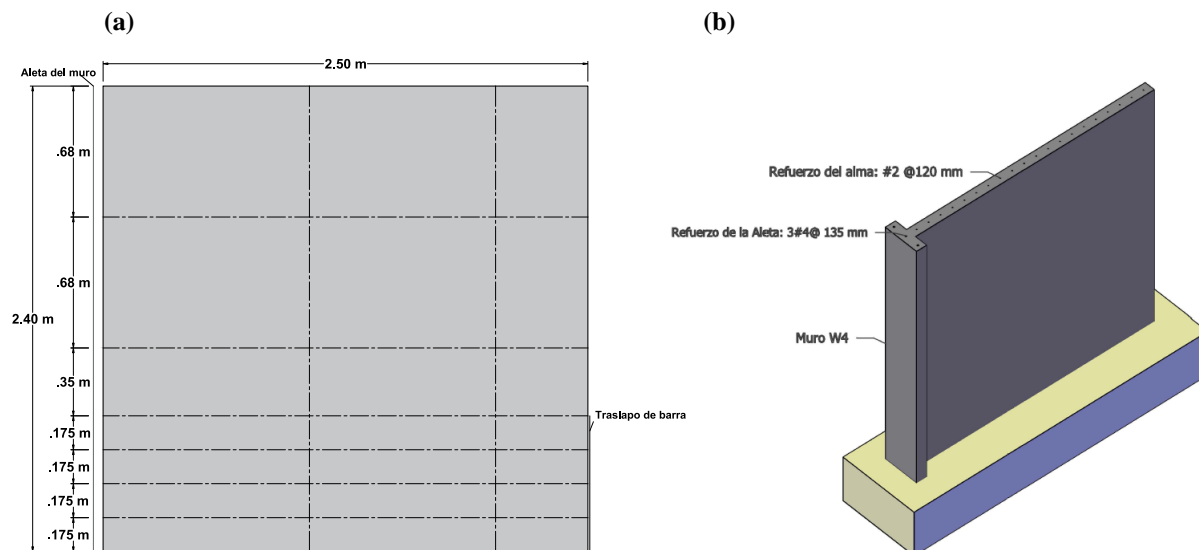 (a)
(b)
Aleta del muro
2.50 m
.68 m
.68 m
2.40 m
.35 m
.175 m
.175 m
.175 m
.175 m
Traslapo de barra
Refuerzo del alma: #2 @120 mm
Refuerzo de la Aleta: 3#4@ 135 mm
Muro W4